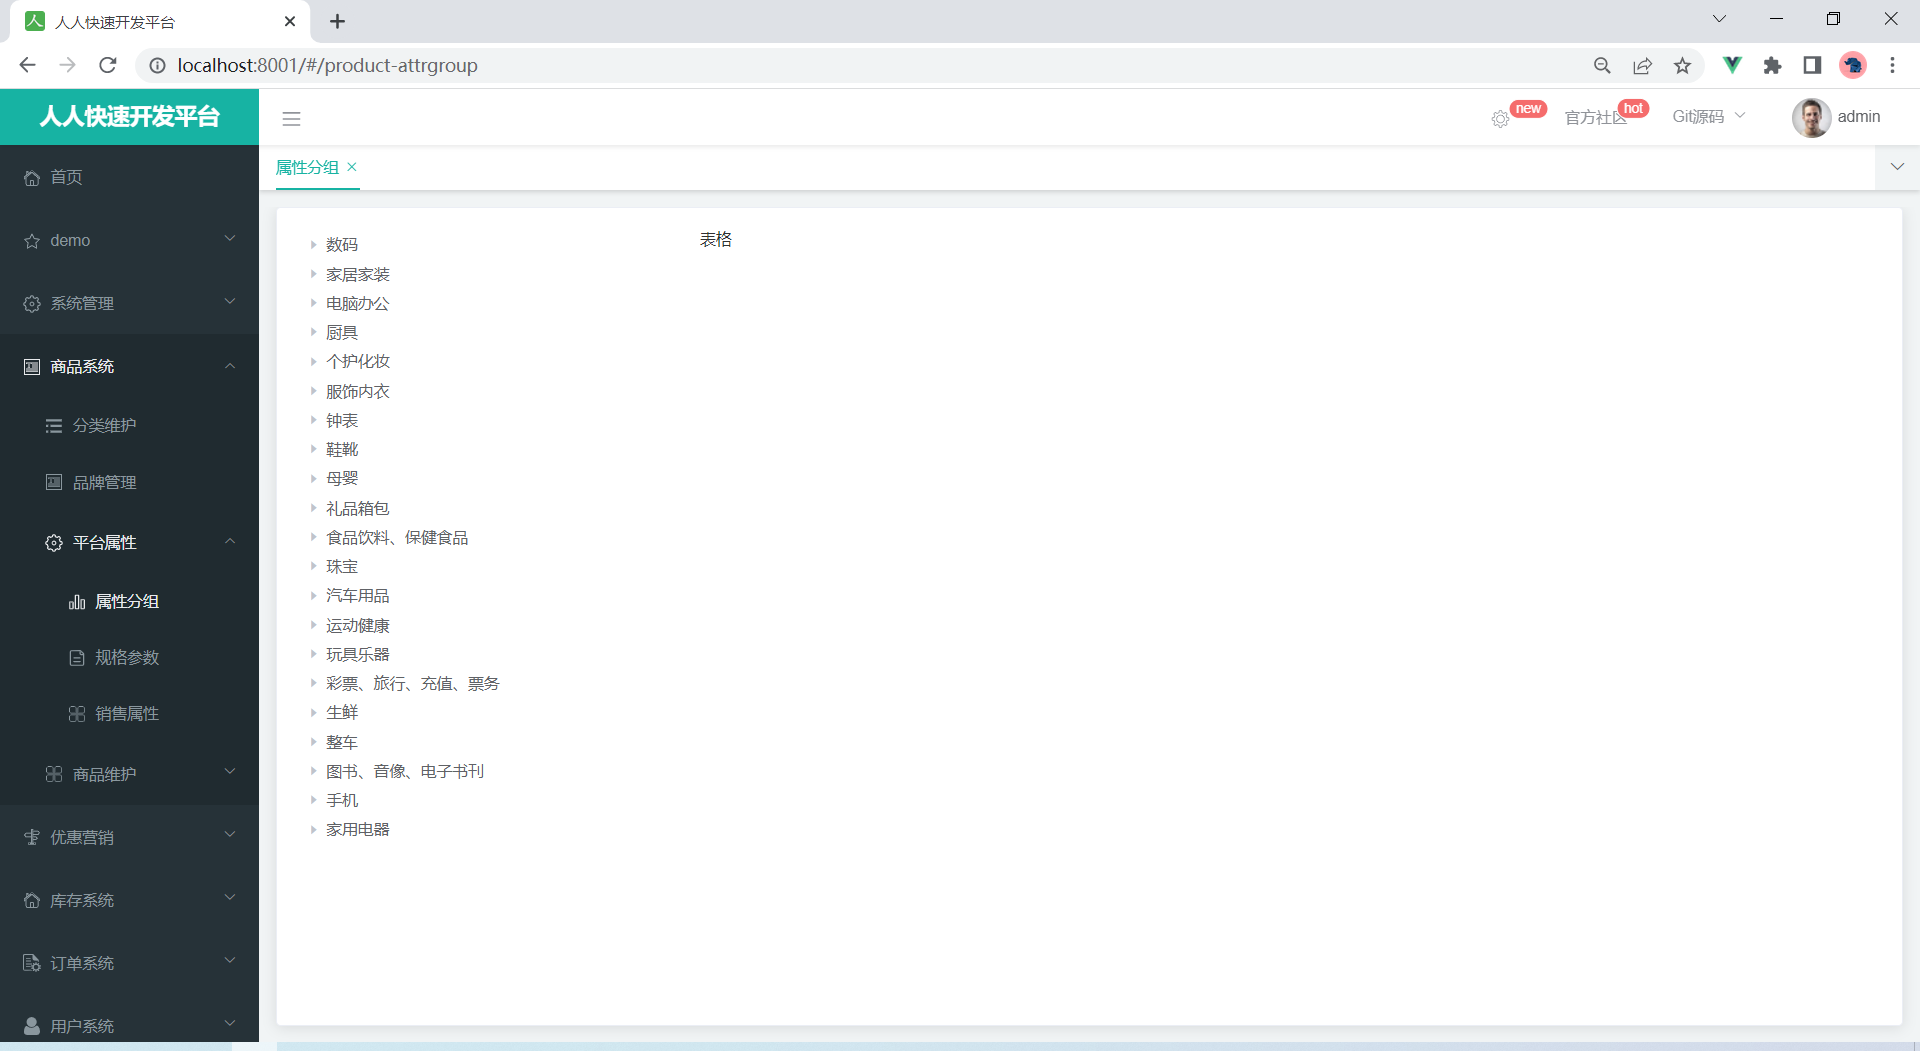 人人快速开发平台
localhost:8001/#/product-attrgroup
人人快速开发平台
new
官方社区
hot
Git源码
admin
首页
demo
系统管理
商品系统
分类维护
品牌管理
平台属性
属性分组
规格参数
销售属性
商品维护
优惠营销
库存系统
订单系统
用户系统
属性分组
数码
家居家装
电脑办公
厨具
个护化妆
服饰内衣
钟表
鞋靴
母婴
礼品箱包
食品饮料、保健食品
珠宝
汽车用品
运动健康
玩具乐器
彩票、旅行、充值、票务
生鲜
整车
图书、音像、电子书刊
手机
家用电器
表格